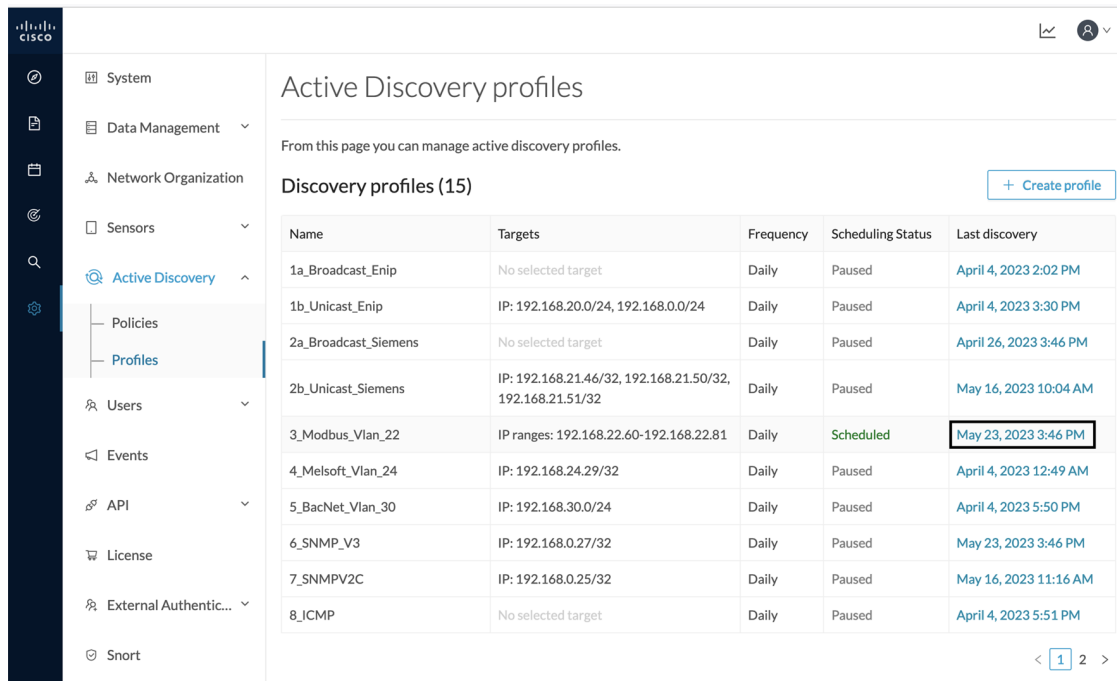 CISCO
System
Data Management
Network Organization
Sensors
Active Discovery
Policies
Profiles
Users
Events
API
License
External Authentic...
Snort
Active Discovery profiles
From this page you can manage active discovery profiles.
Discovery profiles (15)
+ Create profile
Name Targets Frequency Scheduling Status Last discovery
1a_Broadcast_Enip No selected target Daily Paused April 4, 2023 2:02 PM
1b_Unicast_Enip IP: 192.168.20.0/24, 192.168.0.0/24 Daily Paused April 4, 2023 3:30 PM
2a_Broadcast_Siemens No selected target Daily Paused April 26, 2023 3:46 PM
2b_Unicast_Siemens IP: 192.168.21.46/32, 192.168.21.50/32, Daily Paused May 16, 2023 10:04 AM
192.168.21.51/32
3_Modbus_Vlan_22 IP ranges: 192.168.22.60-192.168.22.81 Daily Scheduled May 23, 2023 3:46 PM
4_Melsoft_Vlan_24 IP: 192.168.24.29/32 Daily Paused April 4, 2023 12:49 AM
5_BacNet_Vlan_30 IP: 192.168.30.0/24 Daily Paused April 4, 2023 5:50 PM
6_SNMP_V3 IP: 192.168.0.27/32 Daily Paused May 23, 2023 3:46 PM
7_SNMPV2C IP: 192.168.0.25/32 Daily Paused May 16, 2023 11:16 AM
8_ICMP No selected target Daily Paused April 4, 2023 5:51 PM
< 1 2 >